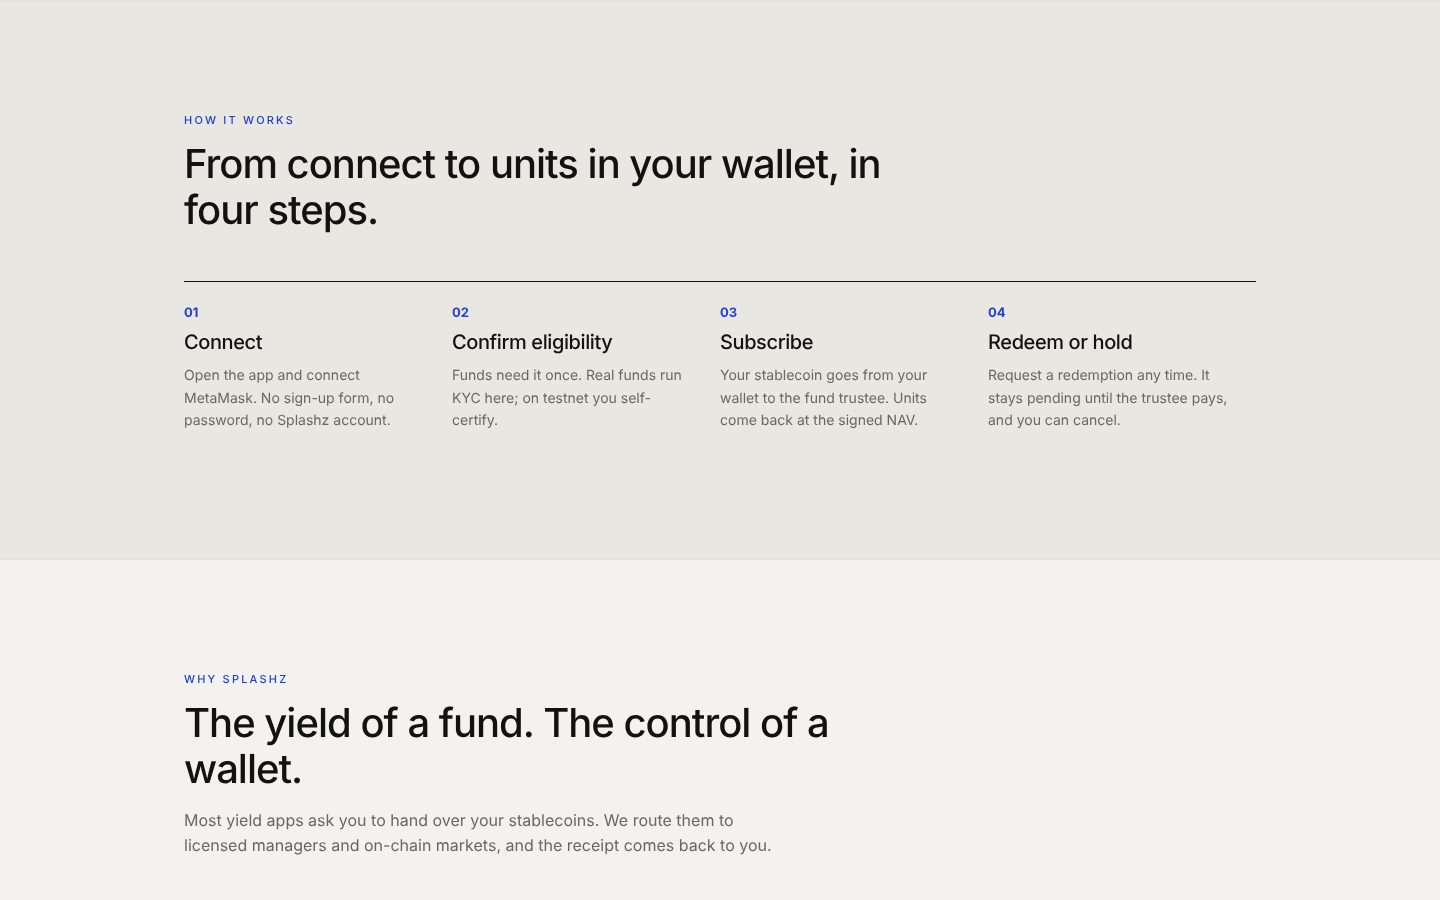 HOW IT WORKS
From connect to units in your wallet, in
four steps.
01
Connect
Open the app and connect
MetaMask. No sign-up form, no
password, no Splashz account.
02
Confirm eligibility
Funds need it once. Real funds run
KYC here; on testnet you self-
certify.
03
Subscribe
Your stablecoin goes from your
wallet to the fund trustee. Units
come back at the signed NAV.
04
Redeem or hold
Request a redemption any time. It
stays pending until the trustee pays,
and you can cancel.
WHY SPLASHZ
The yield of a fund. The control of a
wallet.
Most yield apps ask you to hand over your stablecoins. We route them to
licensed managers and on-chain markets, and the receipt comes back to you.